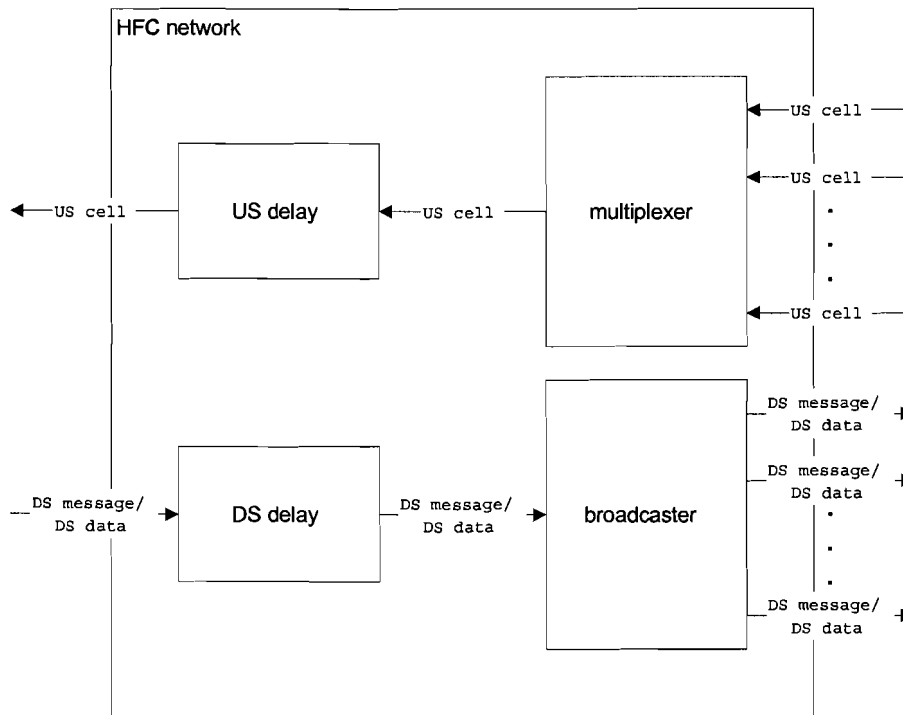 HFC network
US cell
US cell
US cell
US delay
US cell
multiplexer
US cell
US cell
DS message/
DS data
DS message/
DS data
DS message/
DS data
DS delay
DS message/
DS data
broadcaster
DS message/
DS data